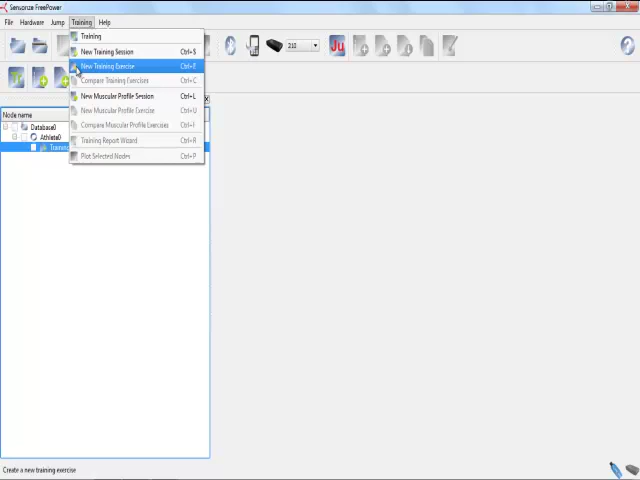 Sensorize FreePower
File Hardware Jump Training Help
Training
New Training Session Ctrl+S
New Training Exercise Ctrl+E
Compare Training Exercises Ctrl+C
New Muscular Profile Session Ctrl+L
New Muscular Profile Exercise Ctrl+U
Compare Muscular Profile Exercises Ctrl+I
Training Report Wizard Ctrl+R
Plot Selected Nodes Ctrl+P
210
Ju
Node name
Database0
Athlete0
Training
Create a new training exercise